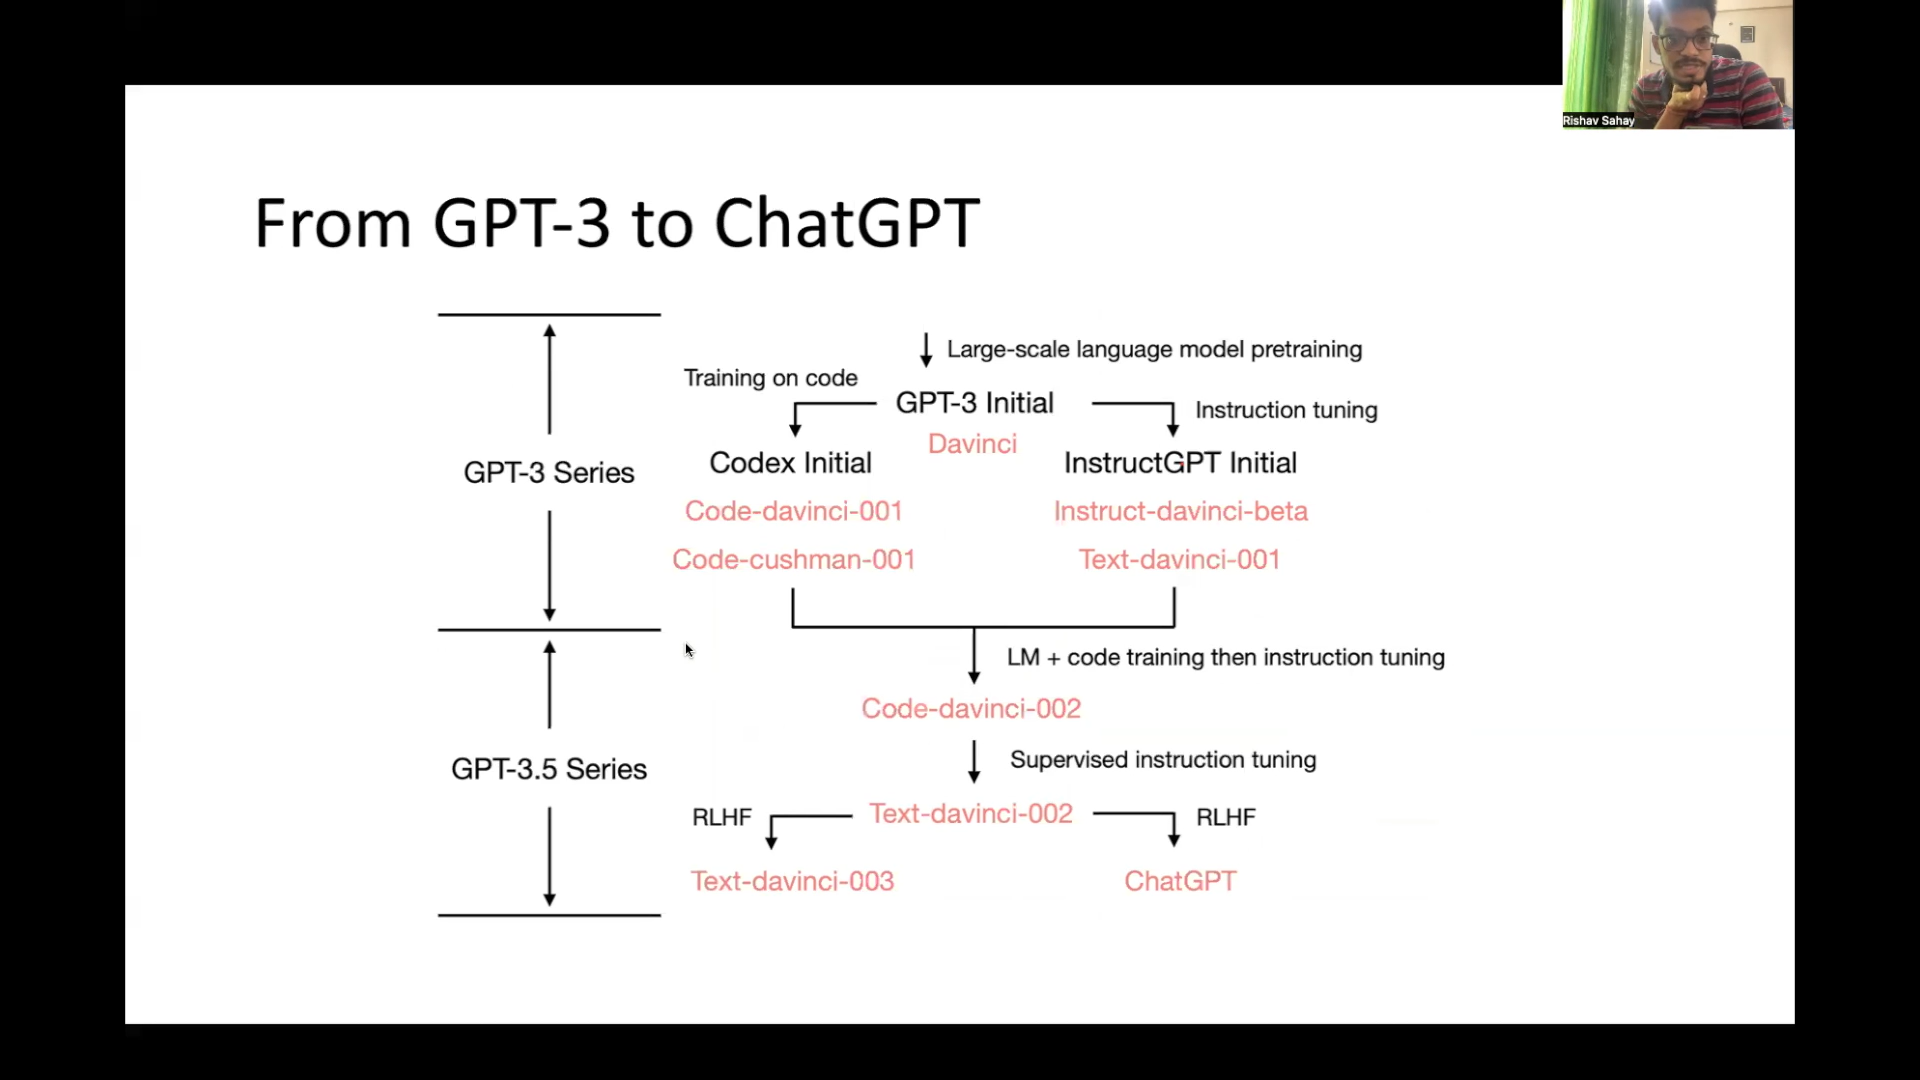 Rishav Sahay
From GPT-3 to ChatGPT
Large-scale language model pretraining
Training on code
GPT-3 Initial
Instruction tuning
Davinci
Codex Initial
InstructGPT Initial
GPT-3 Series
Code-davinci-001
Instruct-davinci-beta
Code-cushman-001
Text-davinci-001
LM + code training then instruction tuning
Code-davinci-002
Supervised instruction tuning
GPT-3.5 Series
RLHF
Text-davinci-002
RLHF
Text-davinci-003
ChatGPT